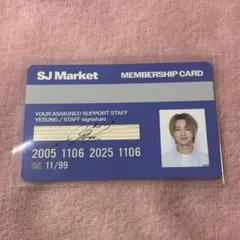 SJ Market MEMBERSHIP CARD
YOUR ASSIGNED SUPPORT STAFF
YESUNG / STAFF signature
2005 1106 2025 1106
11/99